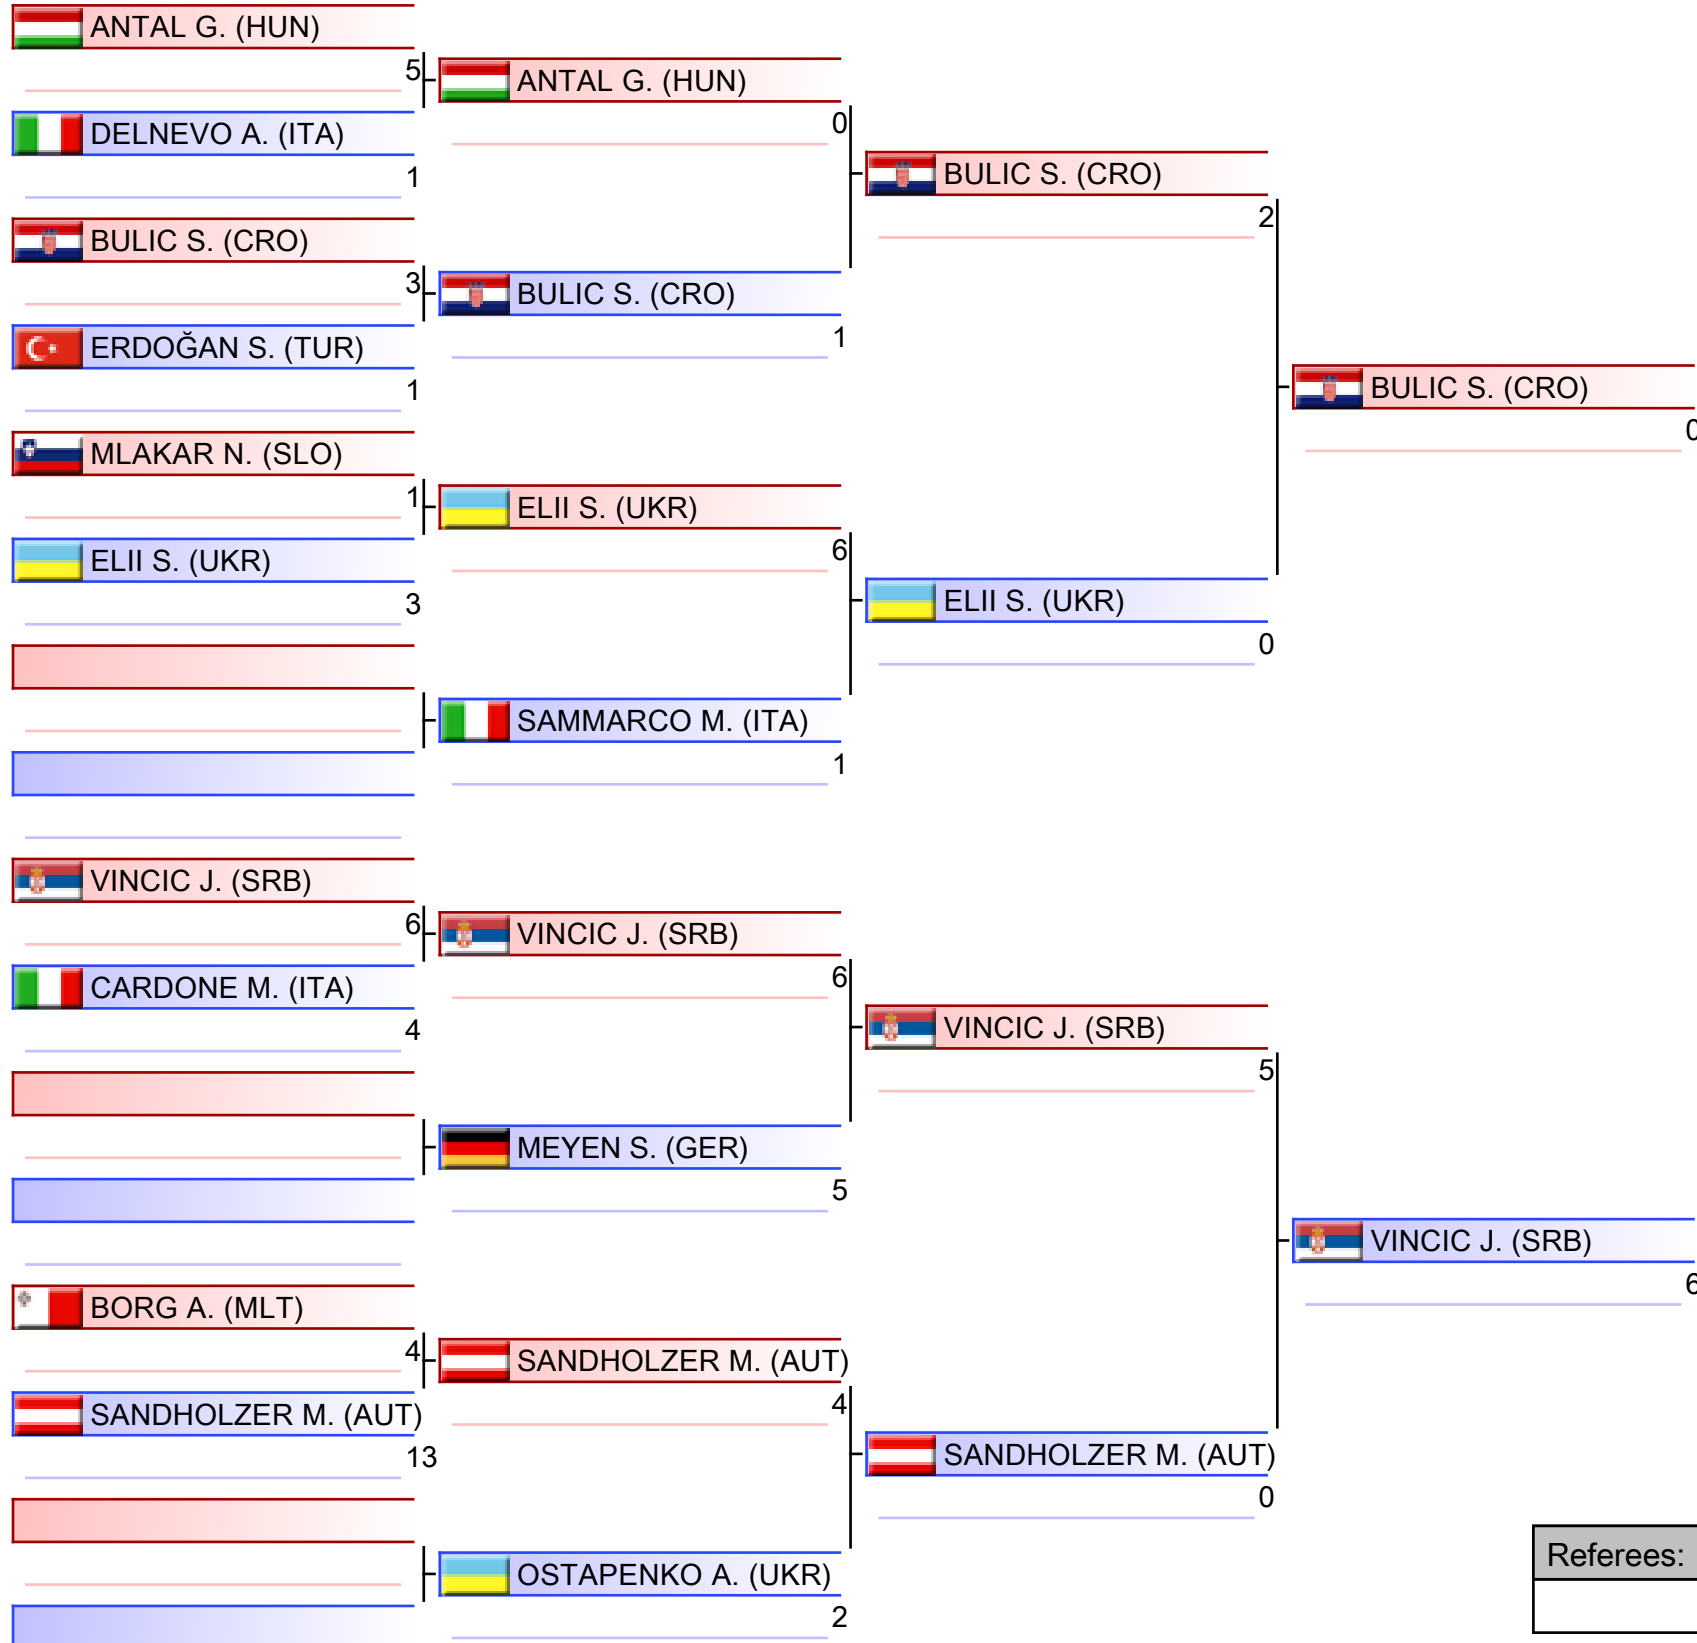 ANTAL G. (HUN)
5
DELNEVO A. (ITA)
1
BULIC S. (CRO)
3
ERDOĞAN S. (TUR)
1
MLAKAR N. (SLO)
1
ELII S. (UKR)
3
VINCIC J. (SRB)
6
CARDONE M. (ITA)
4
BORG A. (MLT)
4
SANDHOLZER M. (AUT)
13
ANTAL G. (HUN)
0
BULIC S. (CRO)
1
ELII S. (UKR)
6
SAMMARCO M. (ITA)
1
VINCIC J. (SRB)
6
MEYEN S. (GER)
5
SANDHOLZER M. (AUT)
4
OSTAPENKO A. (UKR)
2
BULIC S. (CRO)
2
ELII S. (UKR)
0
VINCIC J. (SRB)
5
SANDHOLZER M. (AUT)
0
BULIC S. (CRO)
0
VINCIC J. (SRB)
6
Referees: